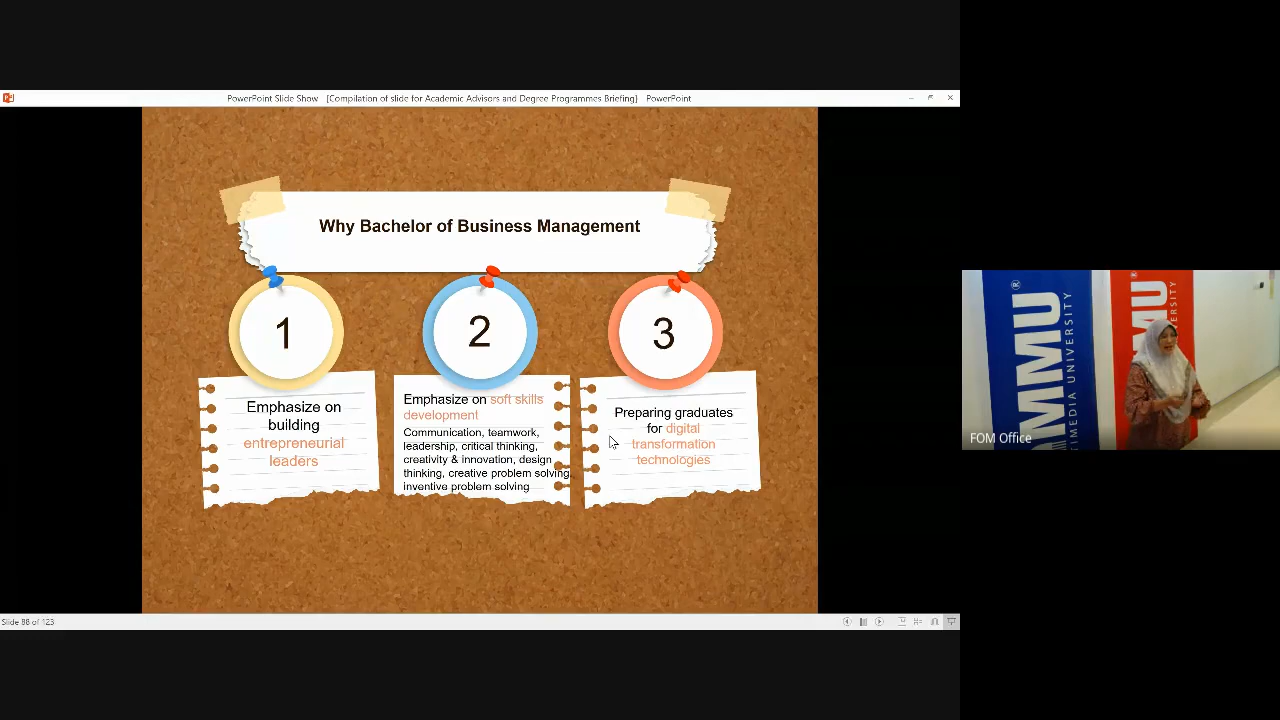 PowerPoint Slide Show - [Compilation of slide for Academic Advisors and Degree Programmes Briefing] - PowerPoint
Why Bachelor of Business Management
1
2
3
Emphasize on
building
entrepreneurial
leaders
Emphasize on soft skills
development
Communication, teamwork,
leadership, critical thinking,
creativity & innovation, design
thinking, creative problem solving,
inventive problem solving
Preparing graduates
for digital
transformation
technologies
Slide 88 of 123
MMU
MMU
FOM Office